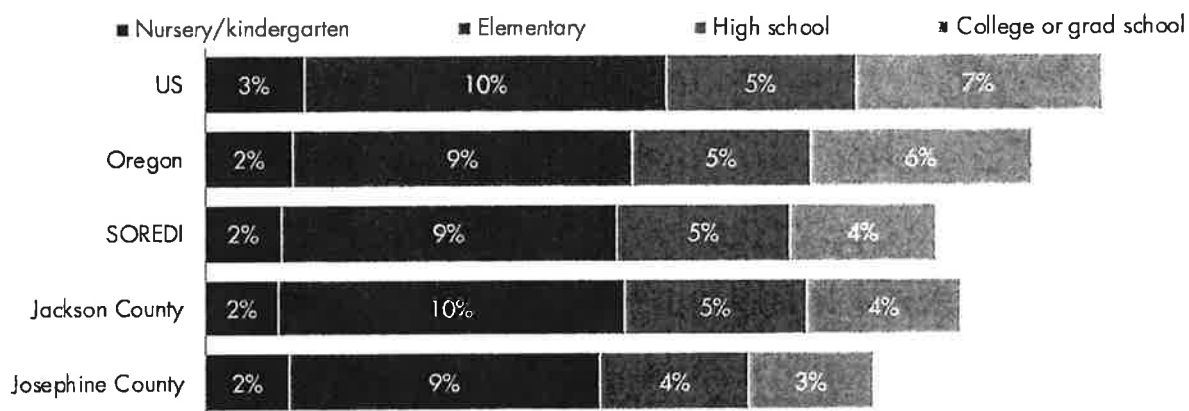 Nursery/kindergarten Elementary High school College or grad school
US 3% 10% 5% 7%
Oregon 2% 9% 5% 6%
SOREDI 2% 9% 5% 4%
Jackson County 2% 10% 5% 4%
Josephine County 2% 9% 4% 3%